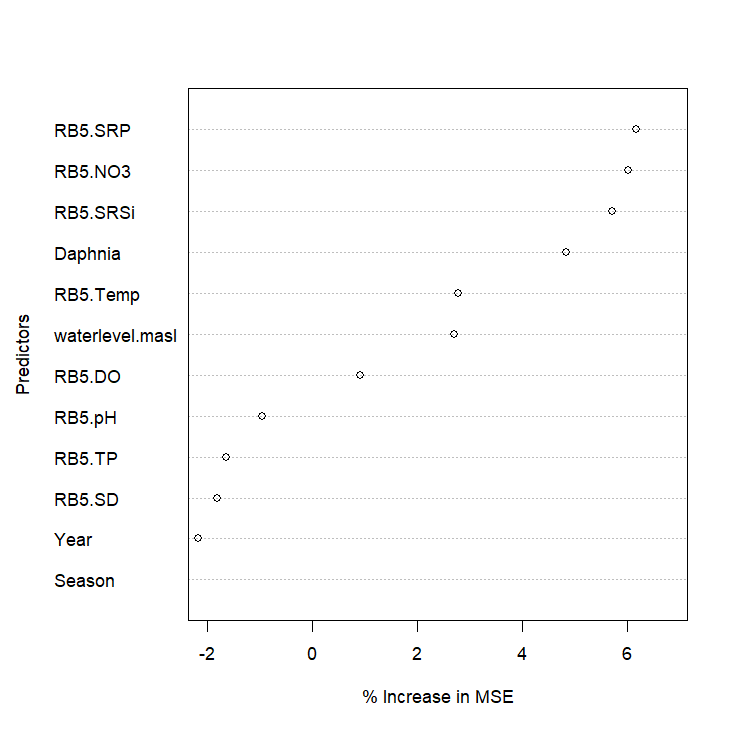 RB5.SRP
RB5.NO3
RB5.SRSi
Daphnia
RB5.Temp
waterlevel.masl
RB5.DO
RB5.pH
RB5.TP
RB5.SD
Year
Season
Predictors
-2 0 2 4 6
% Increase in MSE